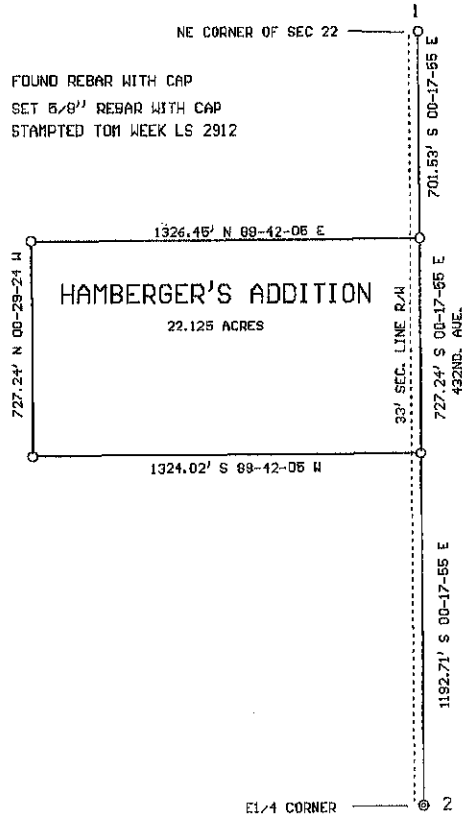 1
NE CORNER OF SEC 22
FOUND REBAR WITH CAP
SET 5/8" REBAR WITH CAP
STAMPTED TOM WEEK LS 2912
701.53' S 00-17-55 E
1326.45' N 89-42-05 E
HAMBERGER'S ADDITION
22.125 ACRES
727.24' N 00-29-24 W
33' SEC. LINE R/W
727.24' S 00-17-55 E
432ND. AVE.
1324.02' S 89-42-05 W
1192.71' S 00-17-55 E
E1/4 CORNER
2